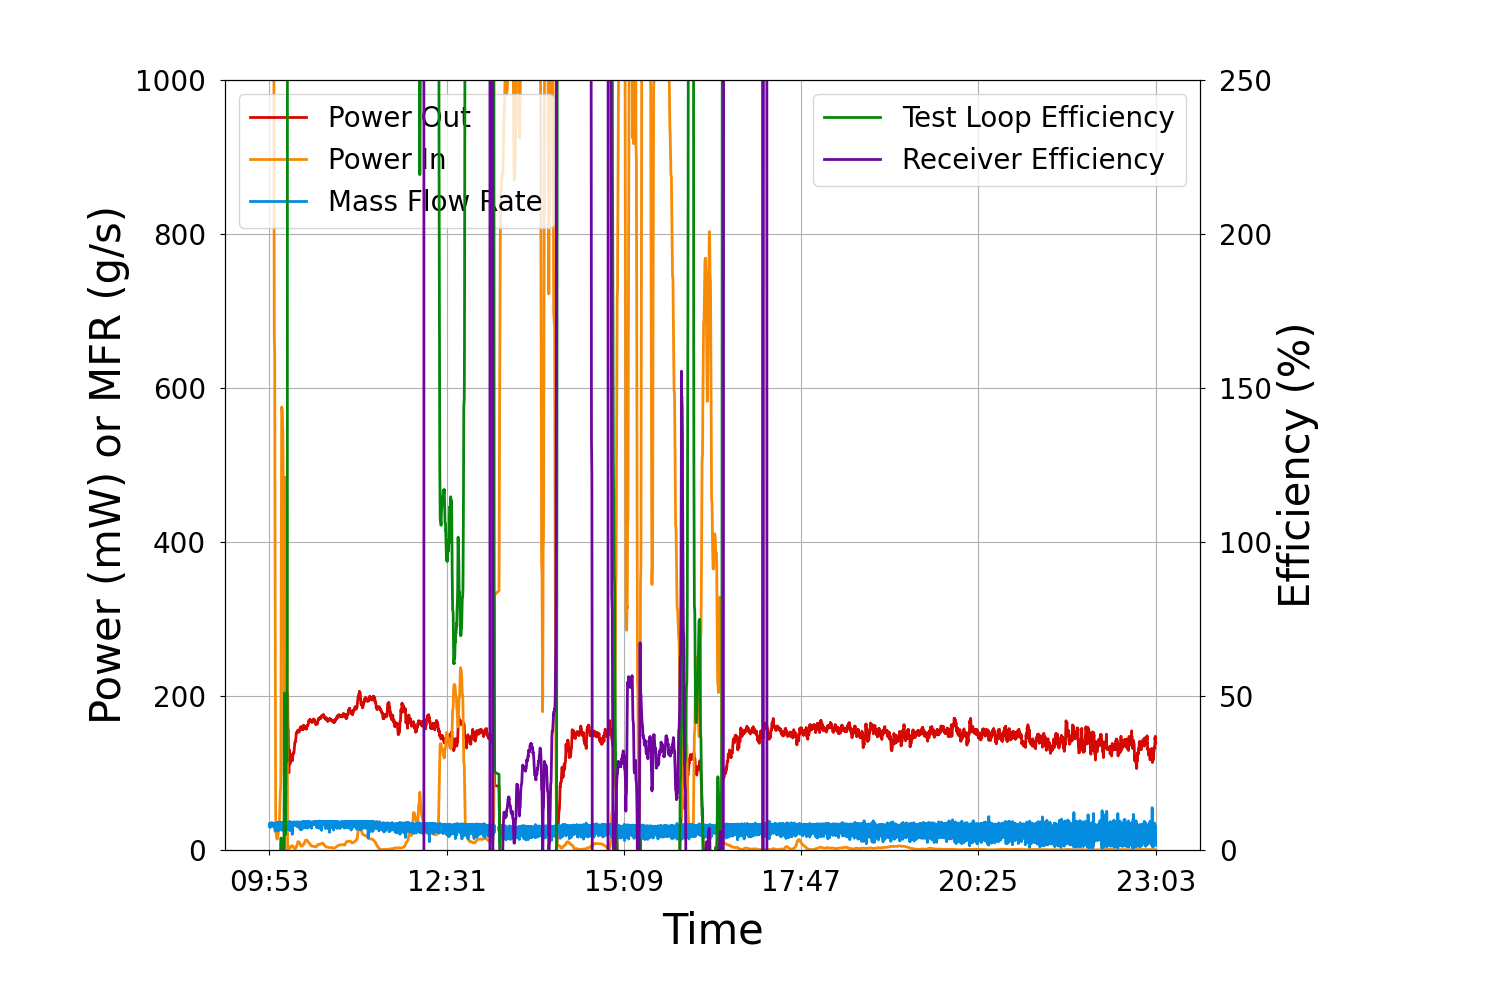 1000
800
600
400
200
0
Power (mW) or MFR (g/s)
Power Out
Power In
Mass Flow Rate
Test Loop Efficiency
Receiver Efficiency
250
200
150
100
50
0
Efficiency (%)
09:53 12:31 15:09 17:47 20:25 23:03
Time